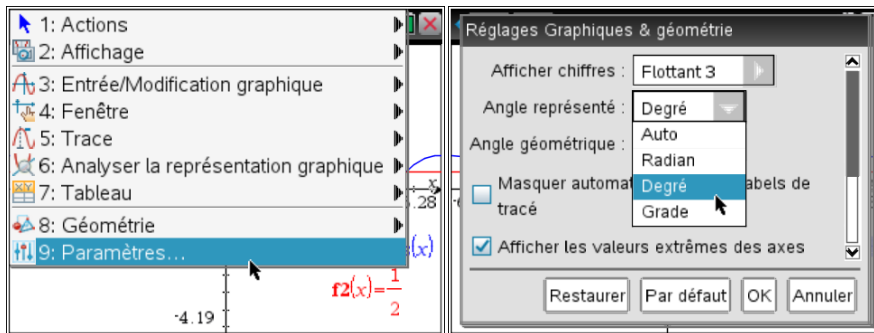 1: Actions
2: Affichage
3: Entrée/Modification graphique
4: Fenêtre
5: Trace
6: Analyser la représentation graphique
7: Tableau
8: Géométrie
9: Paramètres...
x
5.28
(x)
f2(x)=1/2
-4.19
Réglages Graphiques & géométrie
Afficher chiffres : Flottant 3
Angle représenté : Degré
Auto
Angle géométrique :
Radian
Degré
Grade
Masquer automat abels de
tracé
Afficher les valeurs extrêmes des axes
Restaurer Par défaut OK Annuler